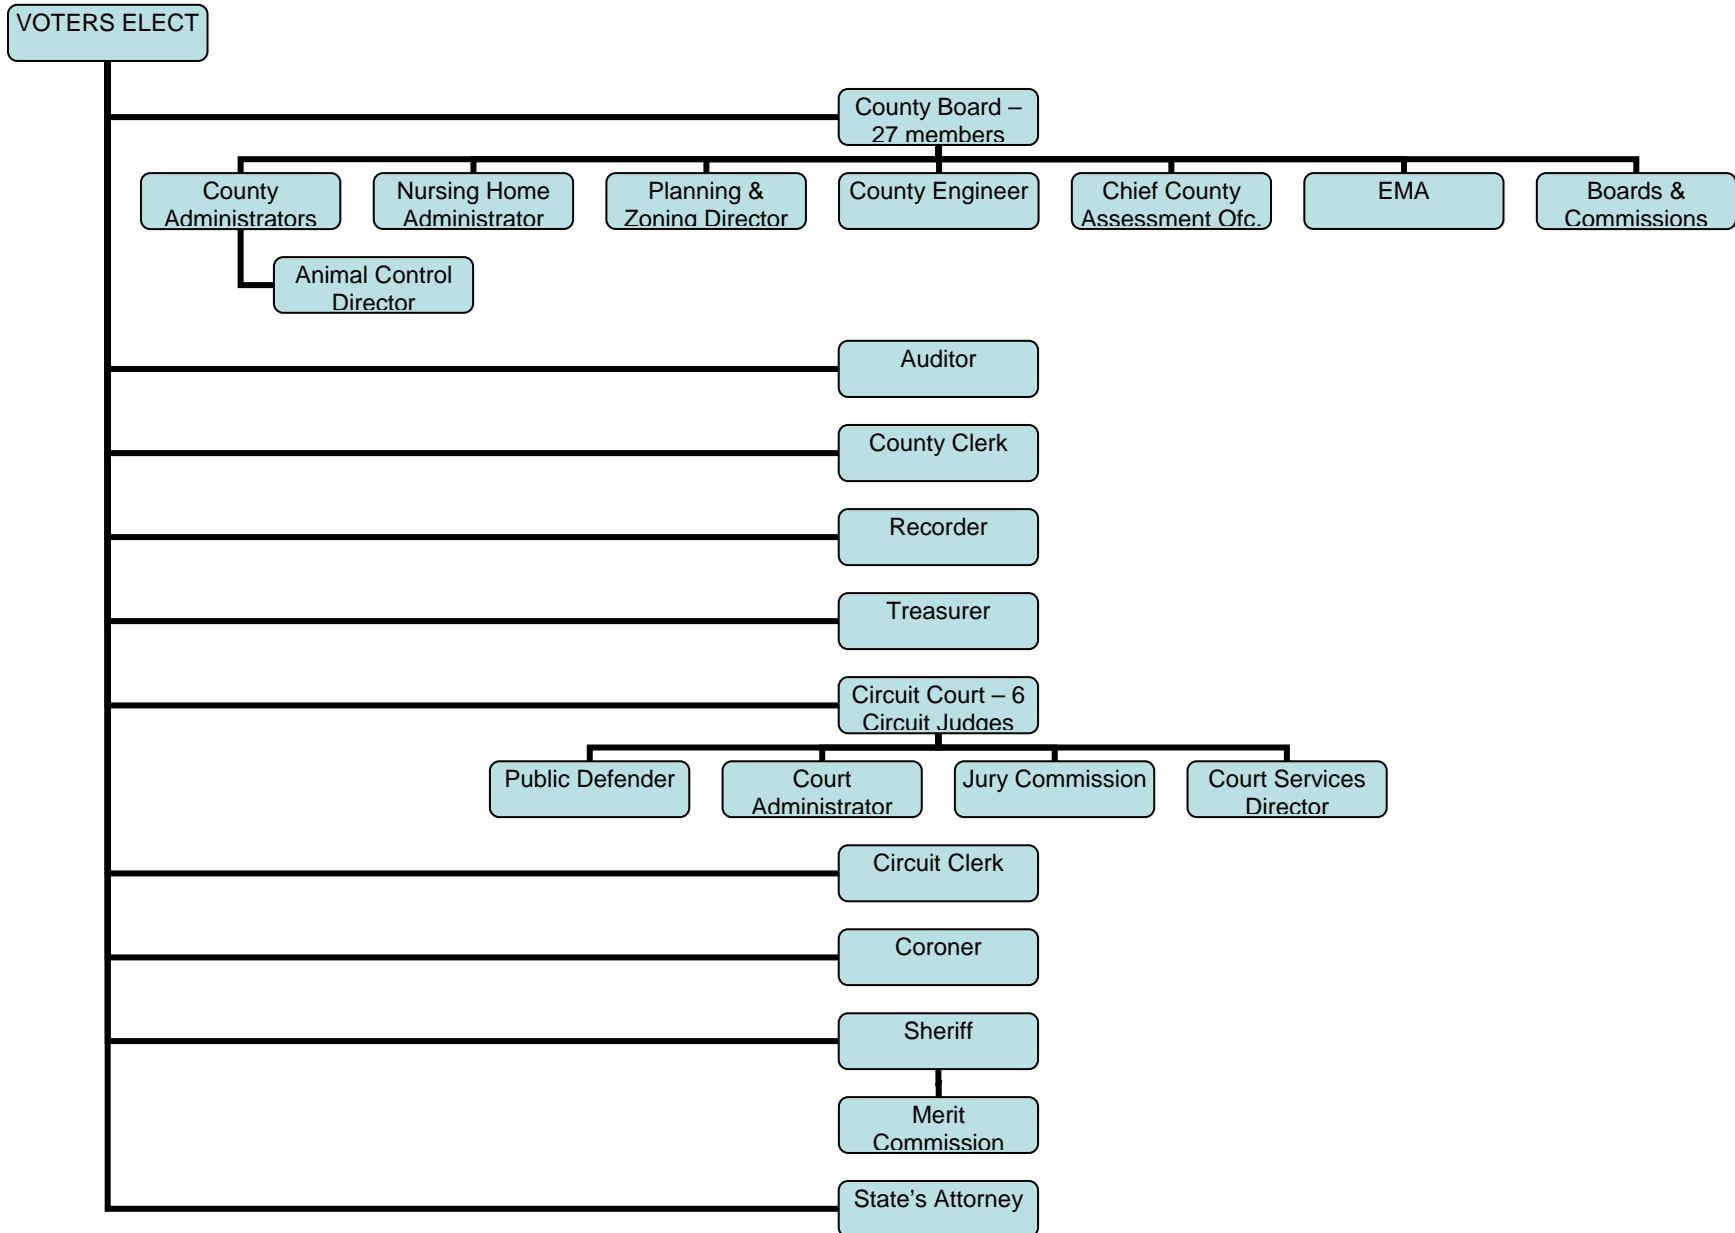 VOTERS ELECT
County Board –
27 members
County
Administrators
Nursing Home
Administrator
Planning &
Zoning Director
County Engineer
Chief County
Assessment Ofc.
EMA
Boards &
Commissions
Animal Control
Director
Auditor
County Clerk
Recorder
Treasurer
Circuit Court – 6
Circuit Judges
Public Defender
Court
Administrator
Jury Commission
Court Services
Director
Circuit Clerk
Coroner
Sheriff
Merit
Commission
State’s Attorney